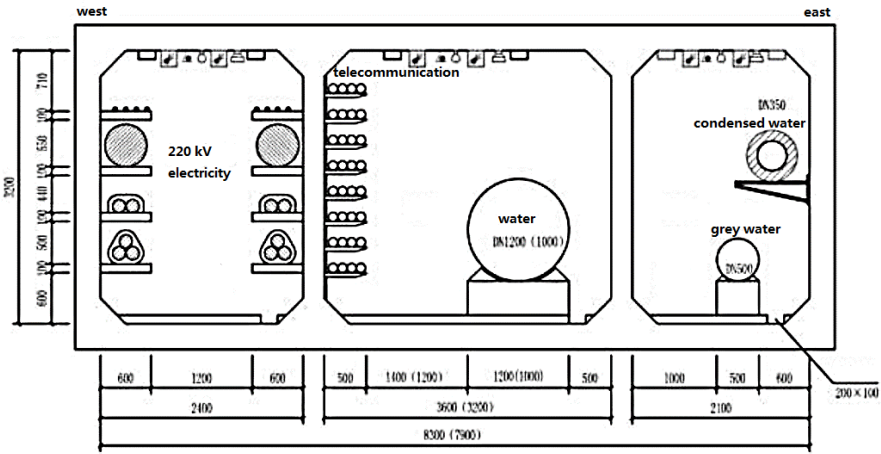 west
east
telecommunication
DN350
condensed water
220 kV
electricity
water
DN1200 (1000)
grey water
DN500
710
100
650
100
440
100
600
100
600
3200
600
1200
600
500
1400 (1200)
1200(1000)
500
1000
500
600
200×100
2400
3600 (3200)
2100
8300 (7900)